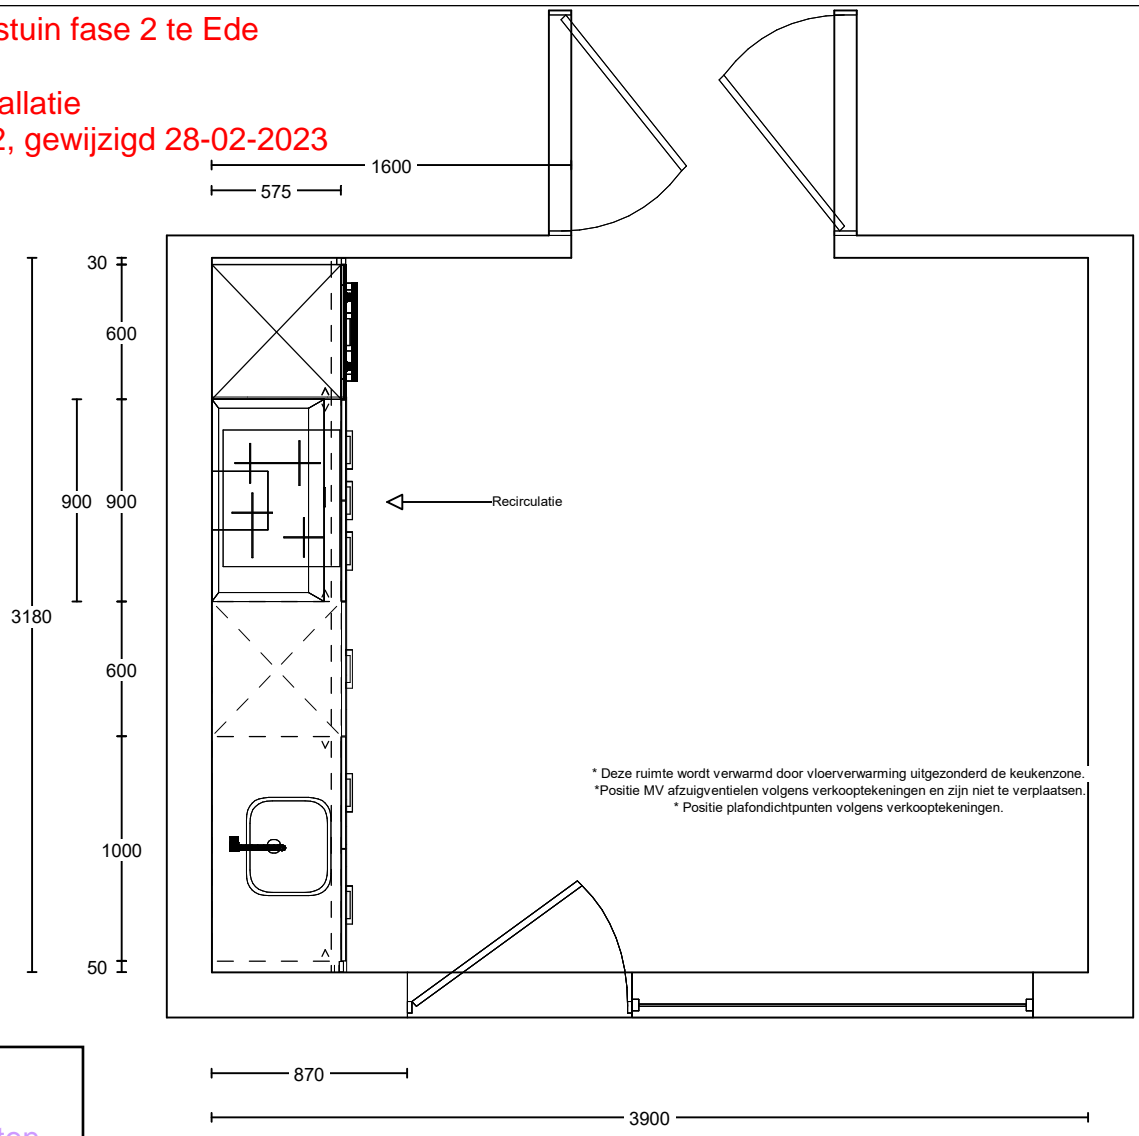 stuin fase 2 te Ede
allatie
2, gewijzigd 28-02-2023
1600
575
30
600
900
900
Recirculatie
3180
600
* Deze ruimte wordt verwarmd door vloerverwarming uitgezonderd de keukenzone.
*Positie MV afzuigventielen volgens verkooptekeningen en zijn niet te verplaatsen.
* Positie plafondichtpunten volgens verkooptekeningen.
1000
50
870
3900